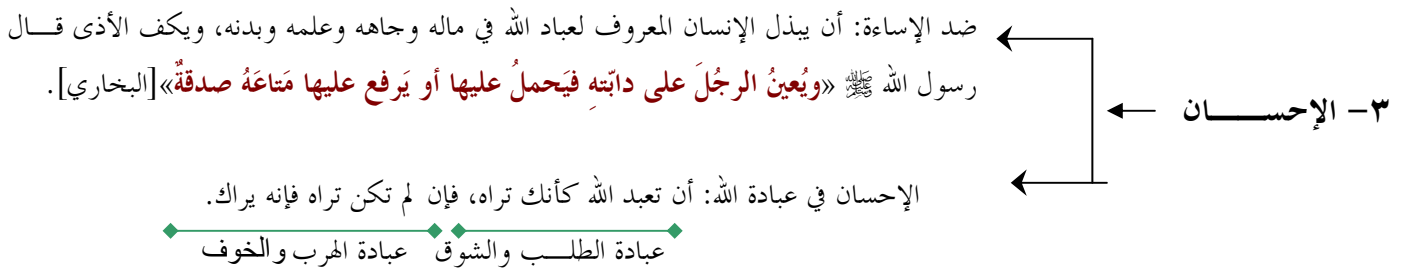 ضد الإساءة: أن يبذل الإنسان المعروف لعباد الله في ماله وجاهه وعلمه وبدنه، ويكف الأذى قـــال
رسول الله ﷺ «ويُعينُ الرجُلَ على دابّتهِ فيَحملُ عليها أو يَرفع عليها مَتاعَهُ صدقةٌ»[البخاري].
٣- الإحســـــان
الإحسان في عبادة الله: أن تعبد الله كأنك تراه، فإن لم تكن تراه فإنه يراك.
عبادة الطلـــب والشوق عبادة الهرب والخوف